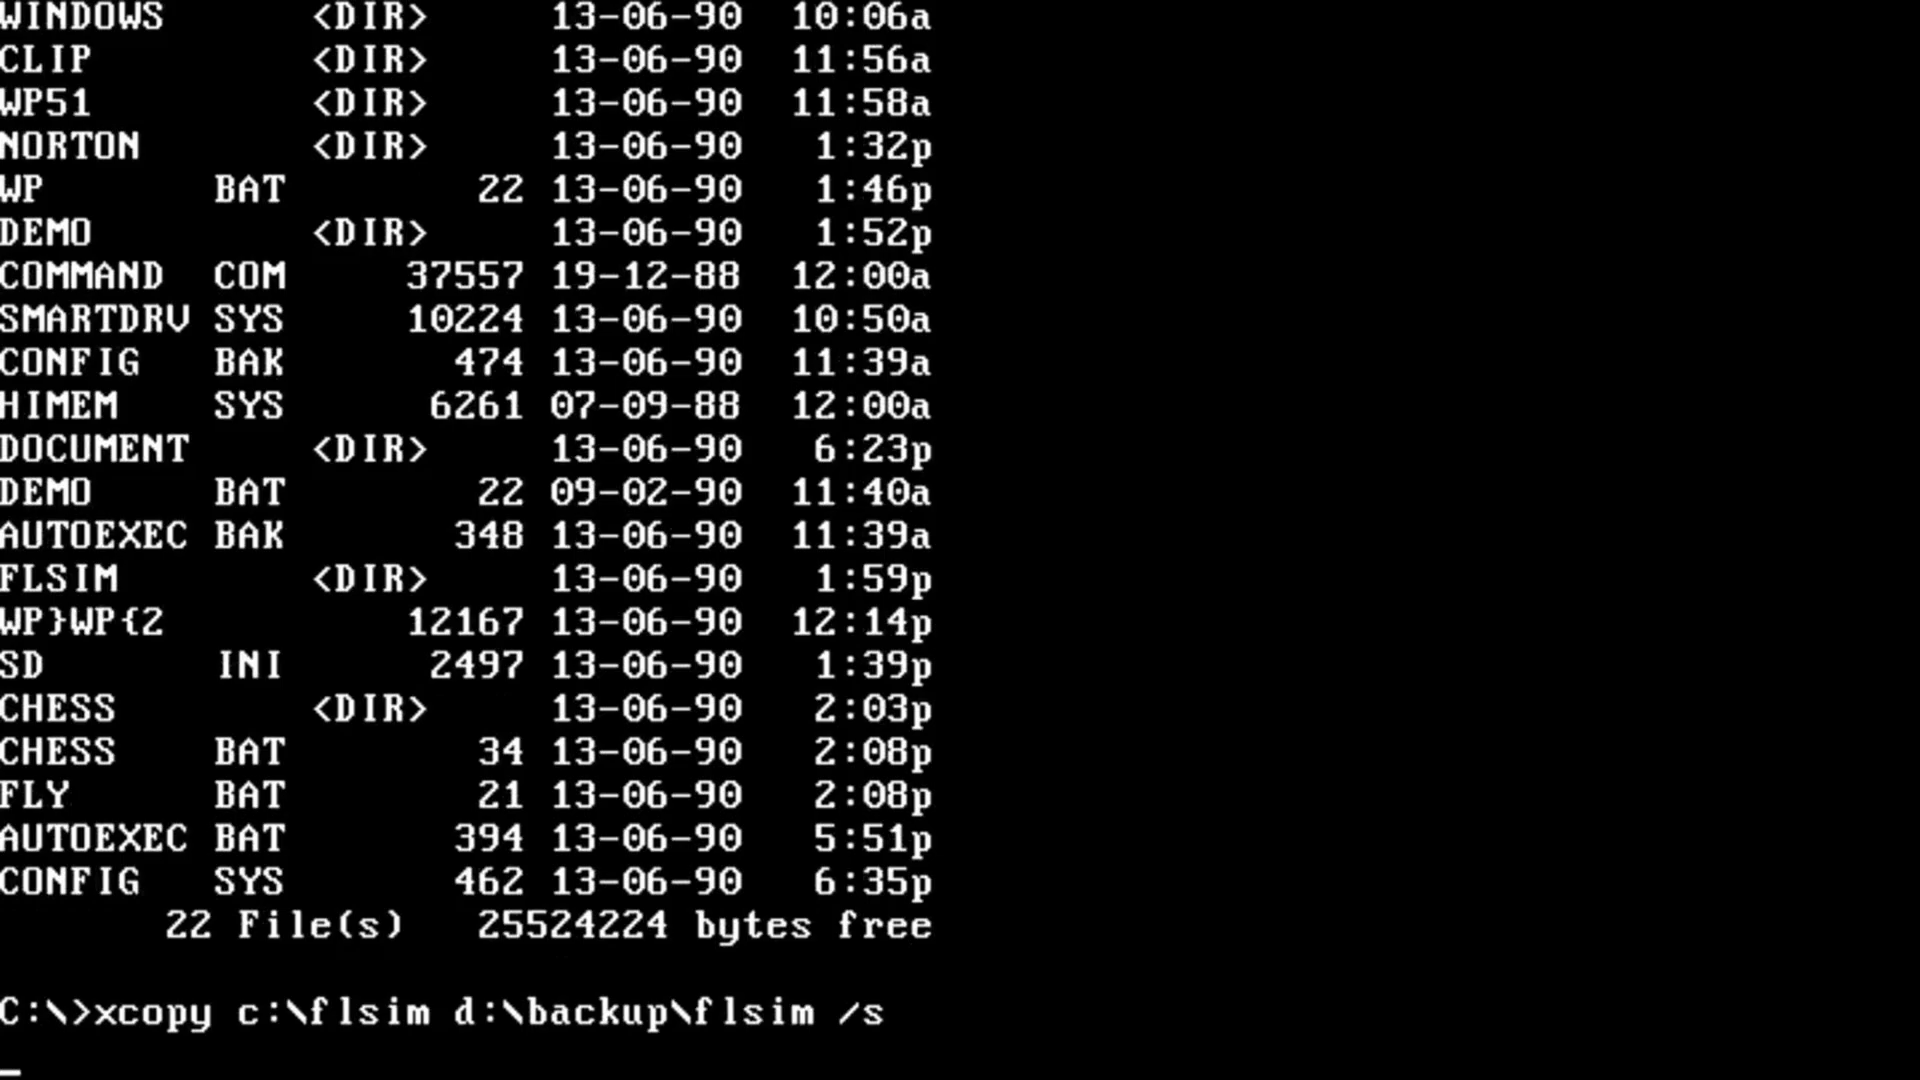 WINDOWS <DIR> 13-06-90 10:06a
CLIP <DIR> 13-06-90 11:56a
WP51 <DIR> 13-06-90 11:58a
NORTON <DIR> 13-06-90 1:32p
WP BAT 22 13-06-90 1:46p
DEMO <DIR> 13-06-90 1:52p
COMMAND COM 37557 19-12-88 12:00a
SMARTDRV SYS 10224 13-06-90 10:50a
CONFIG BAK 474 13-06-90 11:39a
HIMEM SYS 6261 07-09-88 12:00a
DOCUMENT <DIR> 13-06-90 6:23p
DEMO BAT 22 09-02-90 11:40a
AUTOEXEC BAK 348 13-06-90 11:39a
FLSIM <DIR> 13-06-90 1:59p
WP}WP{2 12167 13-06-90 12:14p
SD INI 2497 13-06-90 1:39p
CHESS <DIR> 13-06-90 2:03p
CHESS BAT 34 13-06-90 2:08p
FLY BAT 21 13-06-90 2:08p
AUTOEXEC BAT 394 13-06-90 5:51p
CONFIG SYS 462 13-06-90 6:35p
22 File(s) 25524224 bytes free
C:\>xcopy c:\flsim d:\backup\flsim /s
_